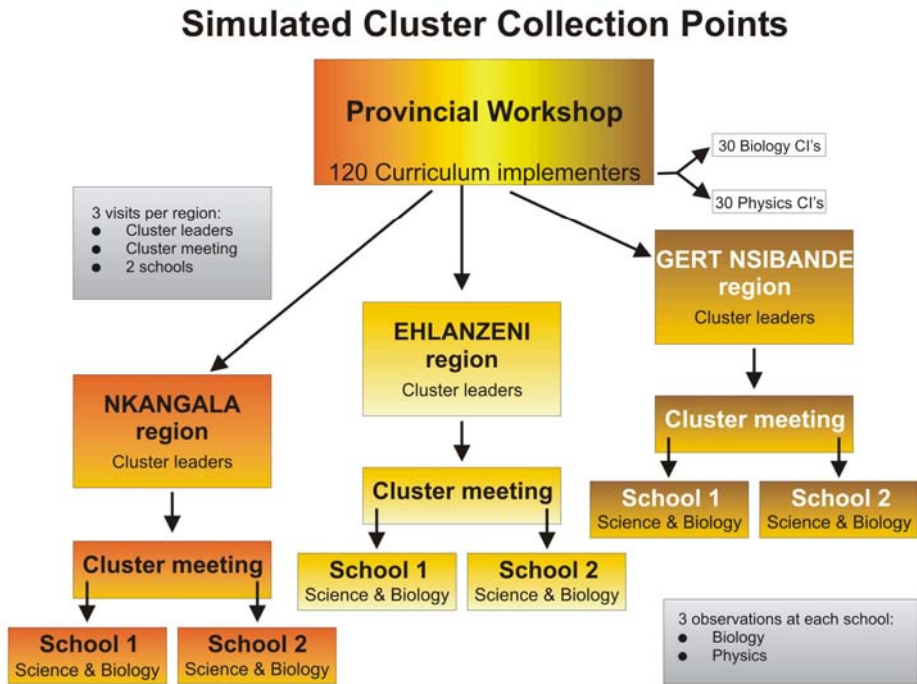 Simulated Cluster Collection Points
Provincial Workshop
120 Curriculum implementers
30 Biology CI's
30 Physics CI's
3 visits per region:
● Cluster leaders
● Cluster meeting
● 2 schools
GERT NSIBANDE
region
Cluster leaders
EHLANZENI
region
Cluster leaders
NKANGALA
region
Cluster leaders
Cluster meeting
School 1
Science & Biology
School 2
Science & Biology
Cluster meeting
School 1
Science & Biology
School 2
Science & Biology
Cluster meeting
School 1
Science & Biology
School 2
Science & Biology
3 observations at each school:
● Biology
● Physics